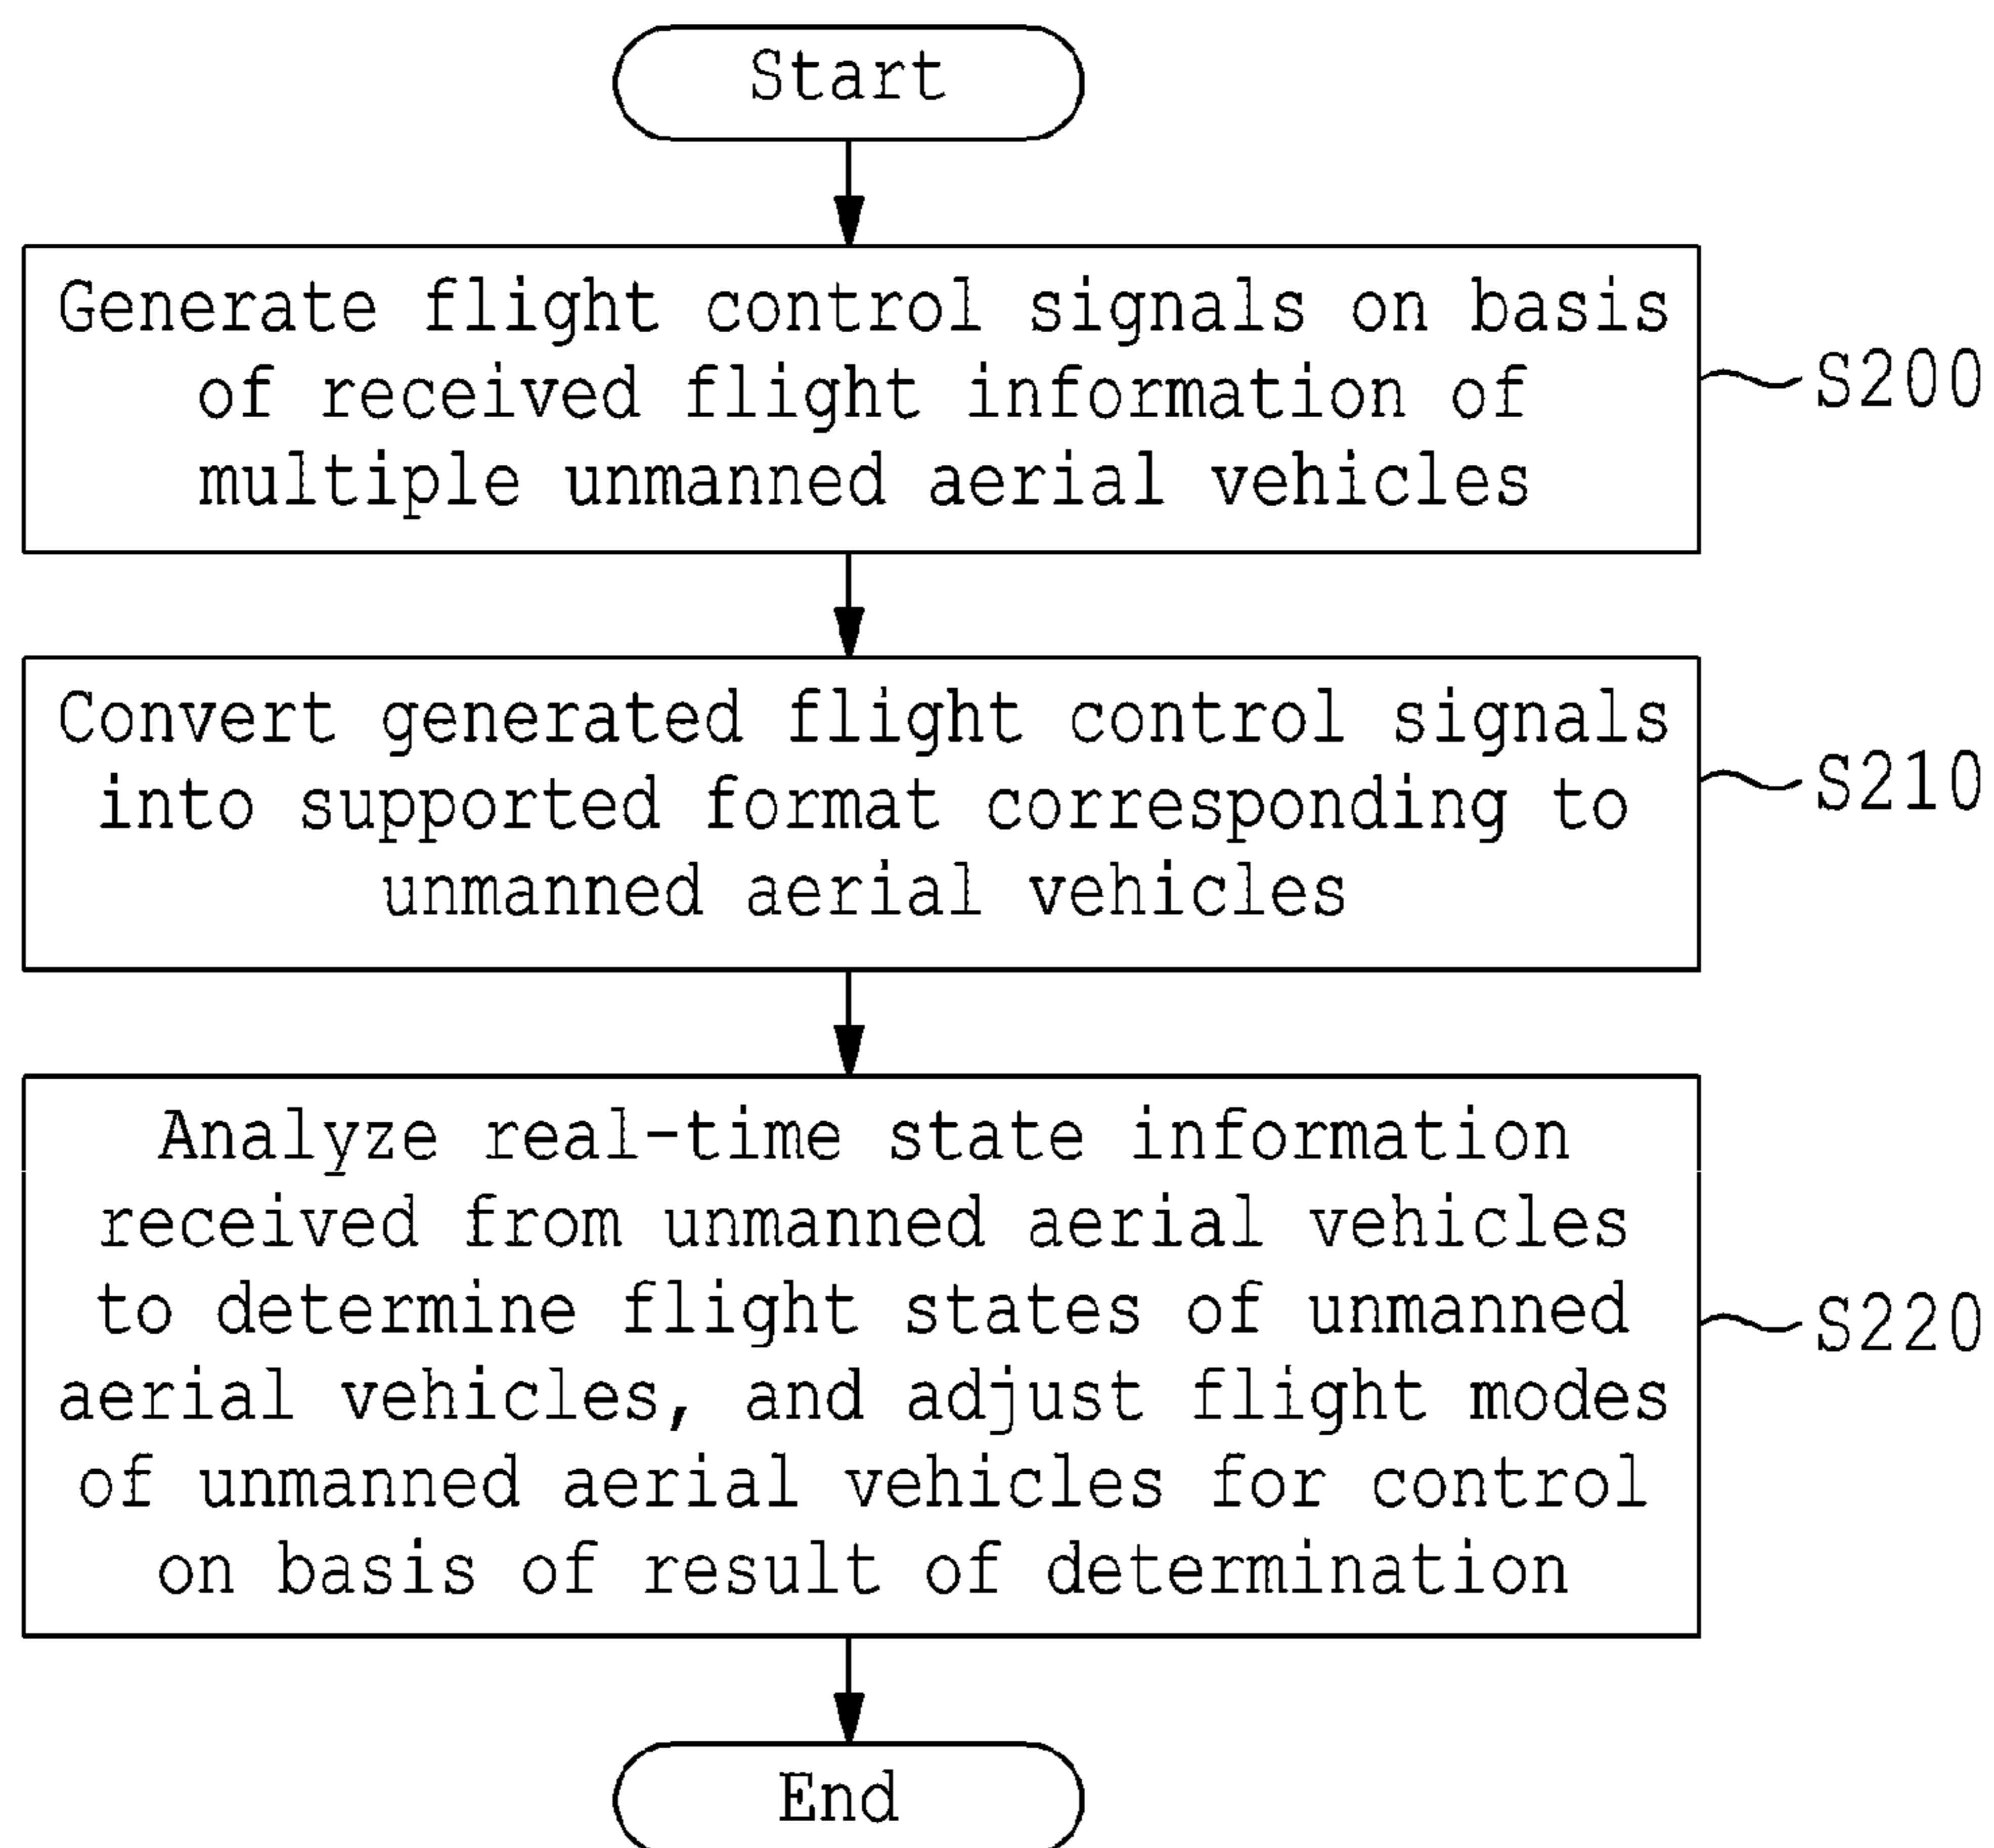 Start
Generate flight control signals on basis
of received flight information of
multiple unmanned aerial vehicles
S200
Convert generated flight control signals
into supported format corresponding to
unmanned aerial vehicles
S210
Analyze real-time state information
received from unmanned aerial vehicles
to determine flight states of unmanned
aerial vehicles, and adjust flight modes
of unmanned aerial vehicles for control
on basis of result of determination
S220
End